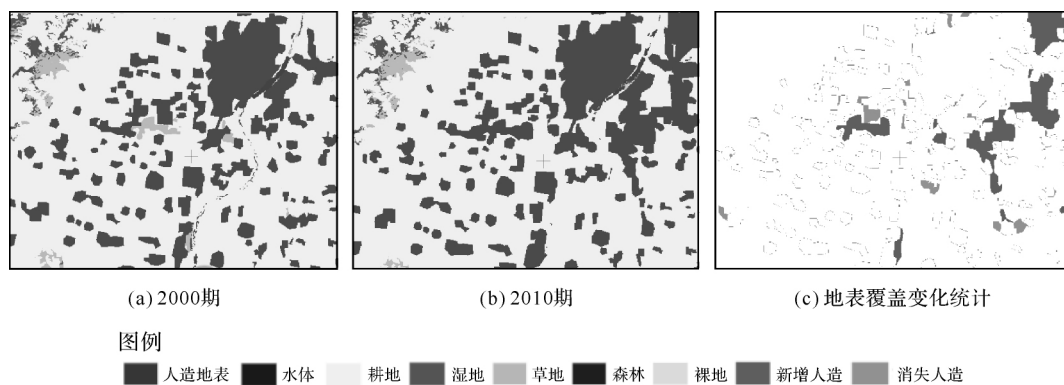 (a) 2000期
(b) 2010期
(c) 地表覆盖变化统计
图例
人造地表 水体 耕地 湿地 草地 森林 裸地 新增人造 消失人造